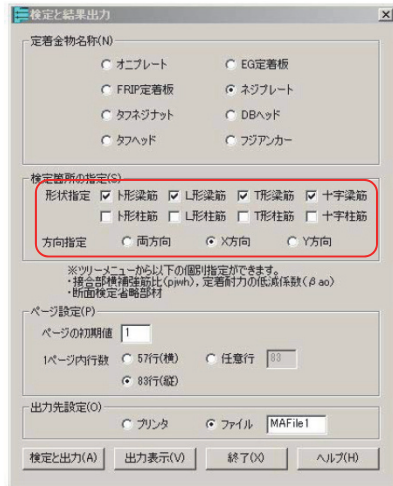 検定と結果出力
定着金物名称(N)
オニプレート EG定着板
FRIP定着板 ネジプレート
タフネジナット DBヘッド
タフヘッド フジアンカー
検定箇所の指定(S)
形状指定 ト形梁筋 L形梁筋 T形梁筋 十字梁筋
ト形柱筋 L形柱筋 T形柱筋 十字柱筋
方向指定 両方向 X方向 Y方向
※ツリーメニューから以下の個別指定ができます。
・接合部横補強筋比(pjwh), 定着耐力の低減係数(βao)
・断面検定省略部材
ページ設定(P)
ページの初期値 1
1ページ内行数 57行(横) 任意行 83
83行(縦)
出力先設定(O)
プリンタ ファイル MAFile1
検定と出力(A) 出力表示(V) 終了(X) ヘルプ(H)